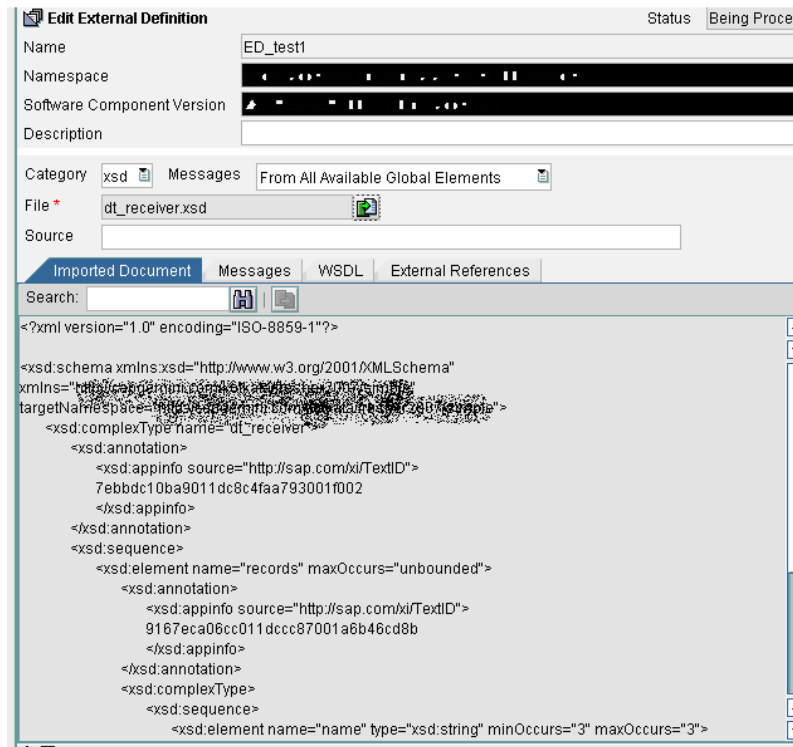 Edit External Definition Status Being Proce
Name ED_test1
Namespace
Software Component Version
Description
Category xsd Messages From All Available Global Elements
File * dt_receiver.xsd
Source
Imported Document Messages WSDL External References
Search:
<?xml version="1.0" encoding="ISO-8859-1"?>
<xsd:schema xmlns:xsd="http://www.w3.org/2001/XMLSchema"
xmlns="
targetNamespace=
<xsd:complexType name="dt_receiver">
<xsd:annotation>
<xsd:appinfo source="http://sap.com/xi/TextID">
7ebbdc10ba9011dc8c4faa793001f002
</xsd:appinfo>
</xsd:annotation>
<xsd:sequence>
<xsd:element name="records" maxOccurs="unbounded">
<xsd:annotation>
<xsd:appinfo source="http://sap.com/xi/TextID">
9167eca06cc011dccc87001a6b46cd8b
</xsd:appinfo>
</xsd:annotation>
<xsd:complexType>
<xsd:sequence>
<xsd:element name="name" type="xsd:string" minOccurs="3" maxOccurs="3">